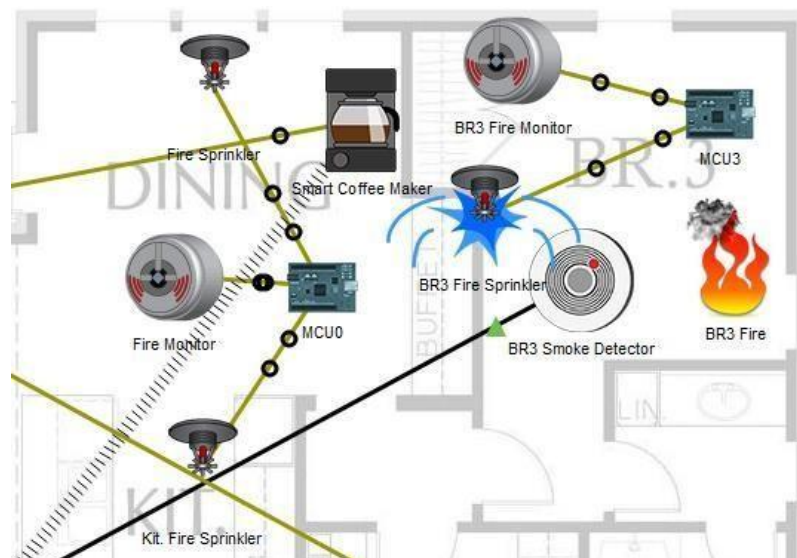 Fire Sprinkler
DINING
Smart Coffee Maker
BR3 Fire Monitor
MCU3
BR.3
BR3 Fire Sprinkler
BR3 Smoke Detector
BR3 Fire
Fire Monitor
MCU0
BUFFET
LIN.
KIT.
Kit. Fire Sprinkler